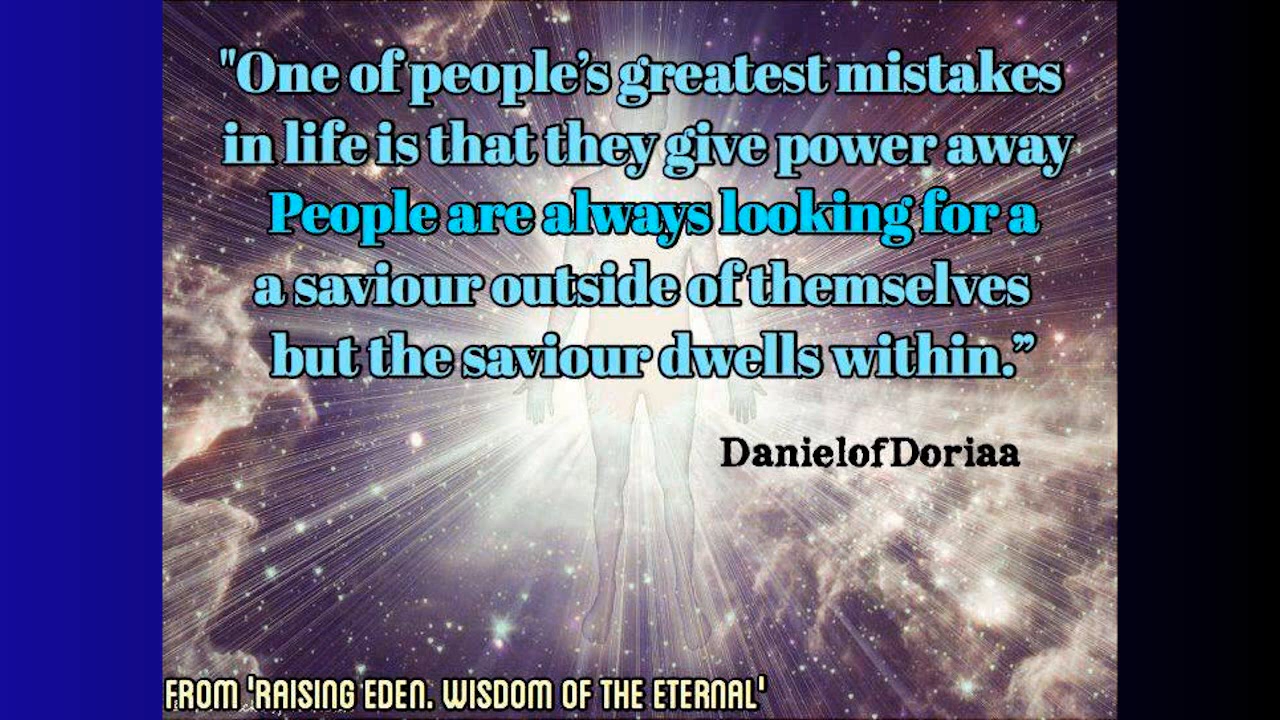 "One of people’s greatest mistakes
in life is that they give power away
People are always looking for a
a saviour outside of themselves
but the saviour dwells within.”
DanielofDoriaa
FROM 'RAISING EDEN. WISDOM OF THE ETERNAL'